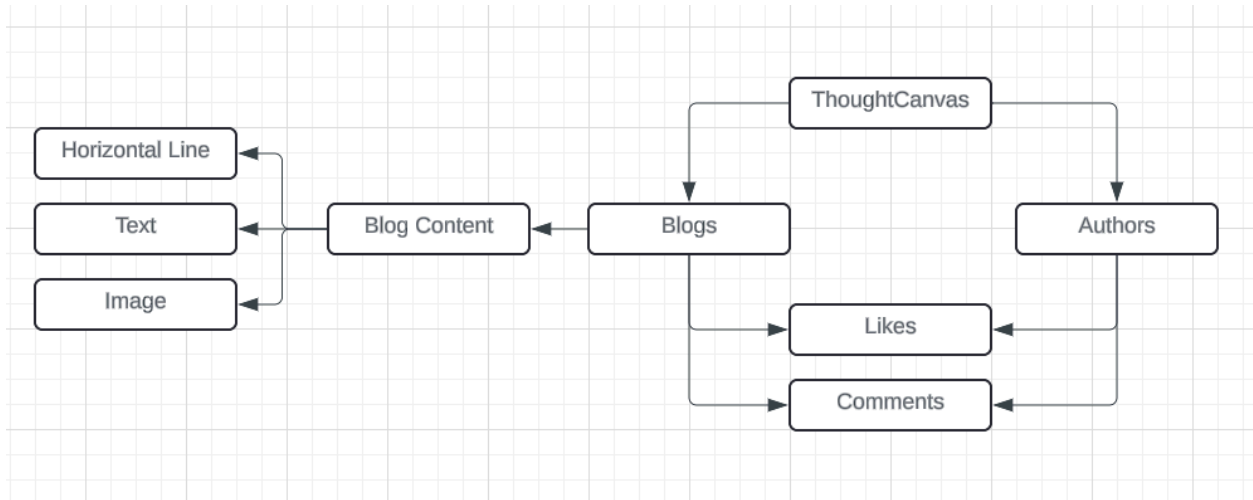 ThoughtCanvas
Horizontal Line
Text
Blog Content
Blogs
Authors
Image
Likes
Comments